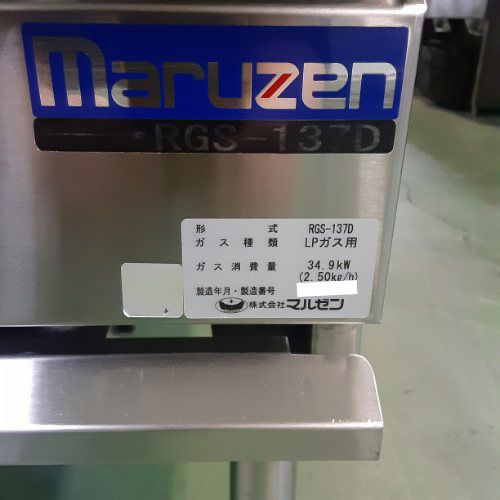 maruzen
RGS-137D
形式 RGS-137D
ガス種類 LPガス用
ガス消費量 34.9kW
(2.50kg/h)
製造年月・製造番号
株式会社マルゼン